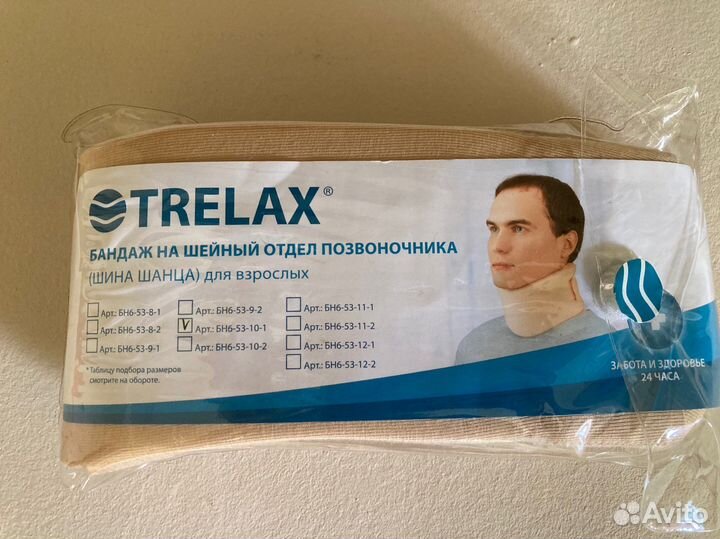 TRELAX®
БАНДАЖ НА ШЕЙНЫЙ ОТДЕЛ ПОЗВОНОЧНИКА
(ШИНА ШАНЦА) для взрослых
Арт.: БН6-53-8-1
Арт.: БН6-53-8-2
Арт.: БН6-53-9-1
Арт.: БН6-53-9-2
V Арт.: БН6-53-10-1
Арт.: БН6-53-10-2
Арт.: БН6-53-11-1
Арт.: БН6-53-11-2
Арт.: БН6-53-12-1
Арт.: БН6-53-12-2
* Таблицу подбора размеров
смотрите на обороте.
ЗАБОТА И ЗДОРОВЬЕ
24 ЧАСА
Avito